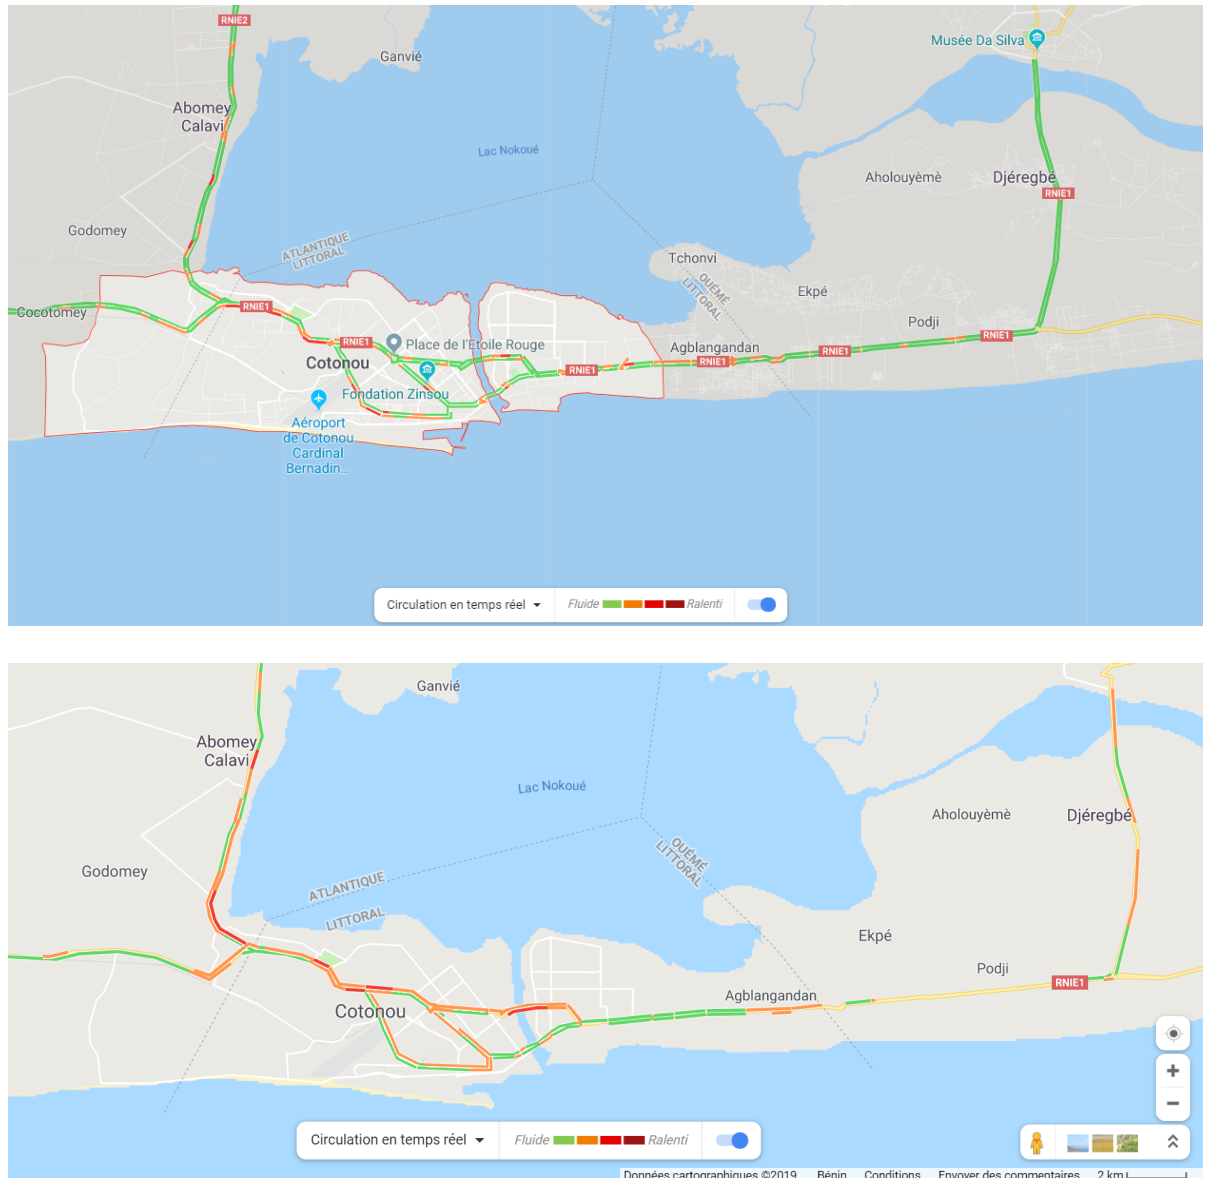 RNIE2
Ganvié
Musée Da Silva
Abomey
Calavi
Lac Nokoué
Aholouyèmè
Djéregbé
RNIE1
Godomey
ATLANTIQUE
LITTORAL
Tchonvi
OUÉMÉ
LITTORAL
Ekpé
Cocotomey
RNIE1
Podji
RNIE1
Place de l'Etoile Rouge
Agblangandan
RNIE1
RNIE1
Cotonou
RNIE1
RNIE1
Fondation Zinsou
Aéroport
de Cotonou
Cardinal
Bernadin...
Circulation en temps réel Fluide Ralenti
Ganvié
Abomey
Calavi
Lac Nokoué
Aholouyèmè
Djéregbé
OUÉMÉ
LITTORAL
Godomey
ATLANTIQUE
LITTORAL
Ekpé
Podji
RNIE1
Agblangandan
Cotonou
Circulation en temps réel Fluide Ralenti
Données cartographiques ©2019 Bénin Conditions Envoyer des commentaires 2 km